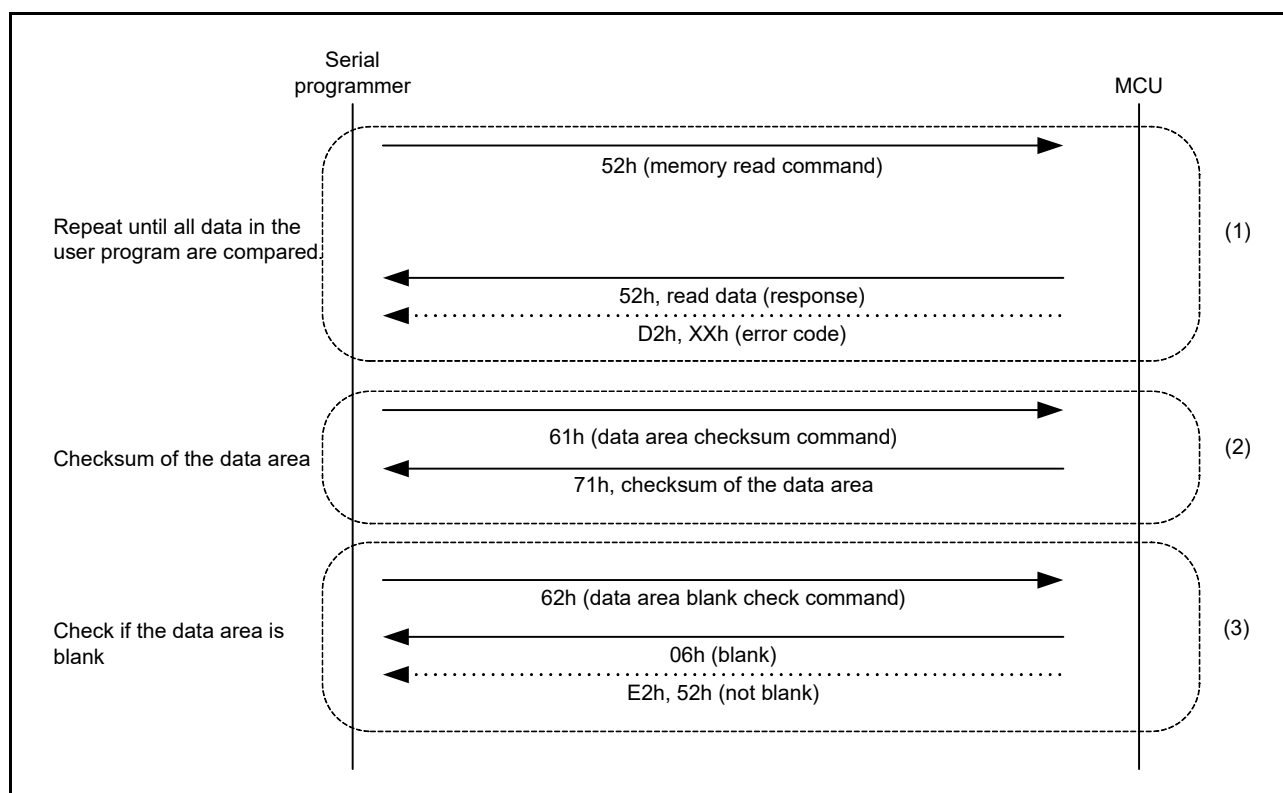 Serial
programmer
MCU
52h (memory read command)
Repeat until all data in the
user program are compared.
(1)
52h, read data (response)
D2h, XXh (error code)
61h (data area checksum command)
Checksum of the data area
(2)
71h, checksum of the data area
62h (data area blank check command)
Check if the data area is
blank
(3)
06h (blank)
E2h, 52h (not blank)